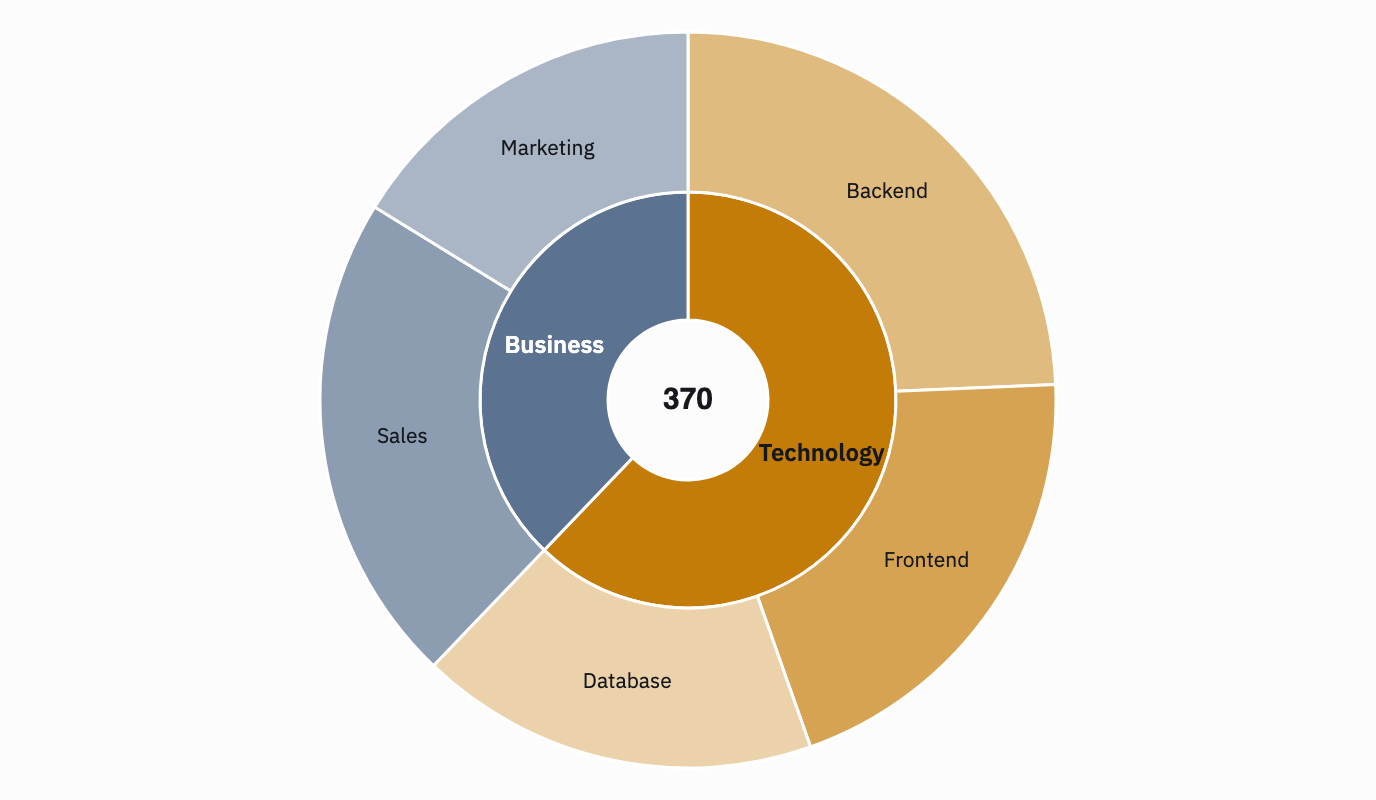 Marketing
Backend
Business
370
Sales
Technology
Frontend
Database